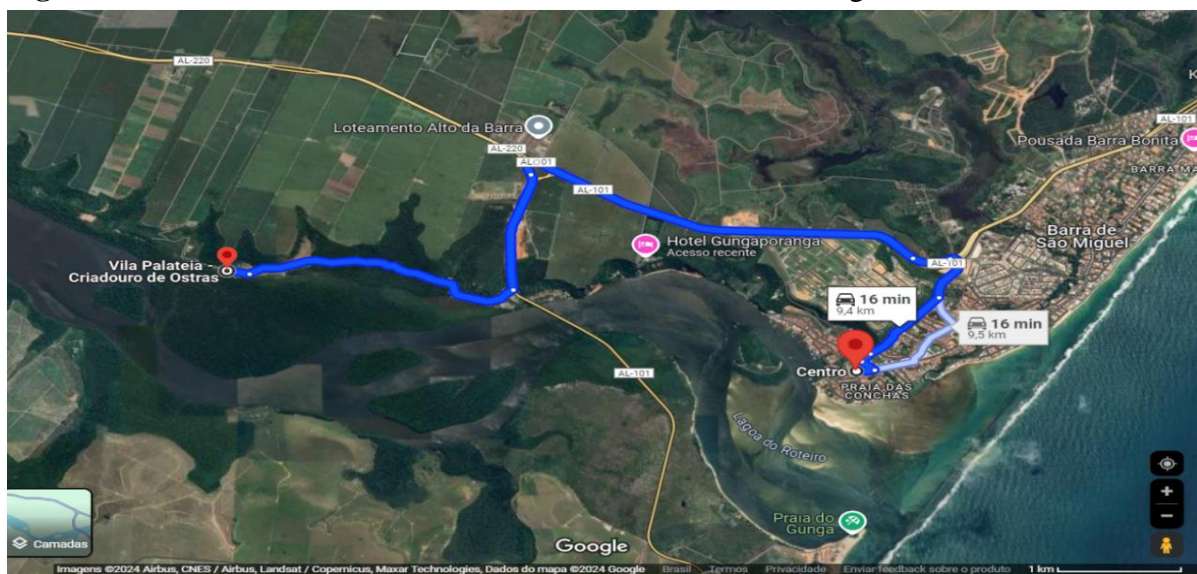 AL-220
Loteamento Alto da Barra
AL-220
AL-101
AL-101
AL-101
Pousada Barra Bonita
Barra de
São Miguel
Hotel Gungaporanga
Acesso recente
AL-101
Vila Palateia -
Criadouro de Ostras
16 min
9,4 km
16 min
9,5 km
Centro
PRAIA DAS
CONCHAS
AL-101
Lagoa do Roteiro
Praia do
Gunga
Camadas
Google
Imagens ©2024 Airbus, CNES / Airbus, Landsat / Copernicus, Maxar Technologies, Dados do mapa ©2024 Google Brasil Termos Privacidade Enviar feedback sobre o produto 1 km